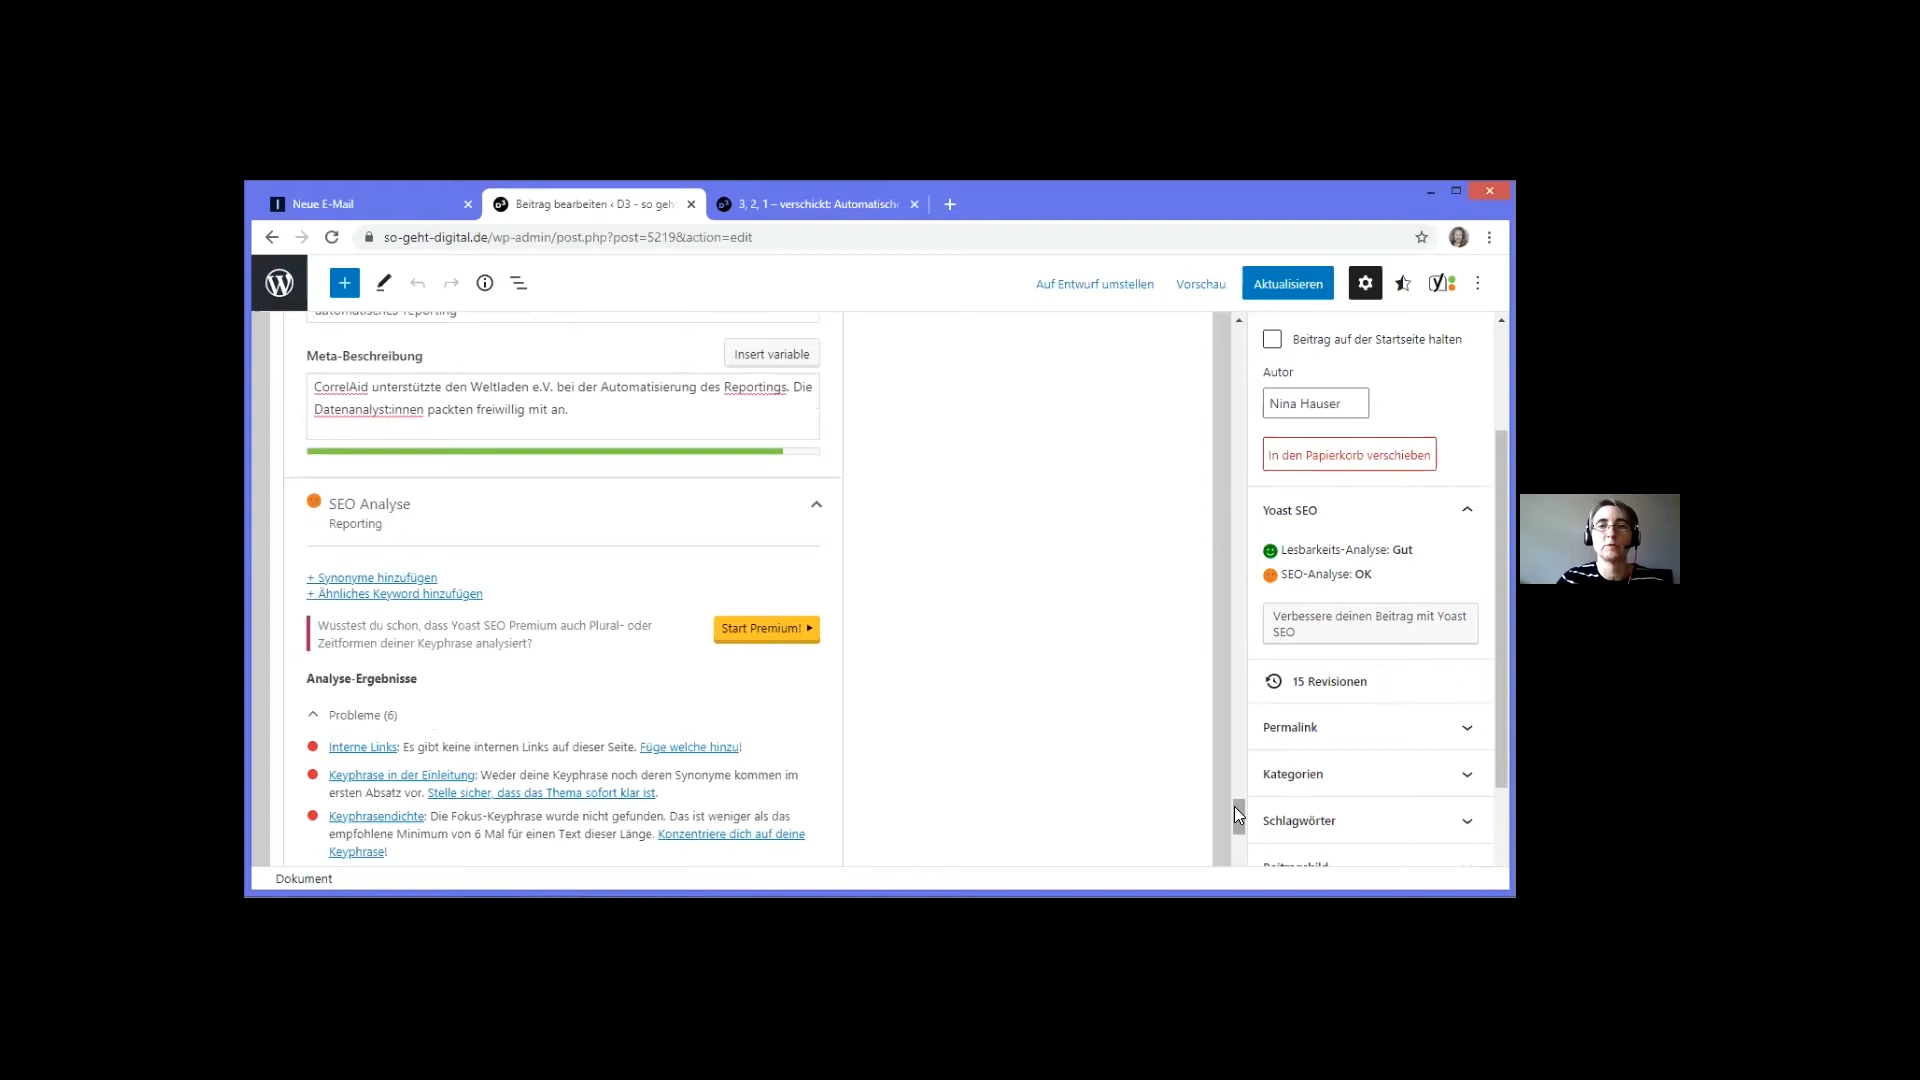 Neue E-Mail
Beitrag bearbeiten ‹ D3 - so geh
3, 2, 1 – verschickt: Automatisch
so-geht-digital.de/wp-admin/post.php?post=5219&action=edit
Auf Entwurf umstellen
Vorschau
Aktualisieren
automatisches reporting
Meta-Beschreibung
Insert variable
CorrelAid unterstützte den Weltladen e.V. bei der Automatisierung des Reportings. Die
Datenanalyst:innen packten freiwillig mit an.
SEO Analyse
Reporting
+ Synonyme hinzufügen
+ Ähnliches Keyword hinzufügen
Wusstest du schon, dass Yoast SEO Premium auch Plural- oder
Zeitformen deiner Keyphrase analysiert?
Start Premium!
Analyse-Ergebnisse
Probleme (6)
Interne Links: Es gibt keine internen Links auf dieser Seite. Füge welche hinzu!
Keyphrase in der Einleitung: Weder deine Keyphrase noch deren Synonyme kommen im
ersten Absatz vor. Stelle sicher, dass das Thema sofort klar ist.
Keyphrasendichte: Die Fokus-Keyphrase wurde nicht gefunden. Das ist weniger als das
empfohlene Minimum von 6 Mal für einen Text dieser Länge. Konzentriere dich auf deine
Keyphrase!
Dokument
Beitrag auf der Startseite halten
Autor
Nina Hauser
In den Papierkorb verschieben
Yoast SEO
Lesbarkeits-Analyse: Gut
SEO-Analyse: OK
Verbessere deinen Beitrag mit Yoast
SEO
15 Revisionen
Permalink
Kategorien
Schlagwörter
Beitragsbild